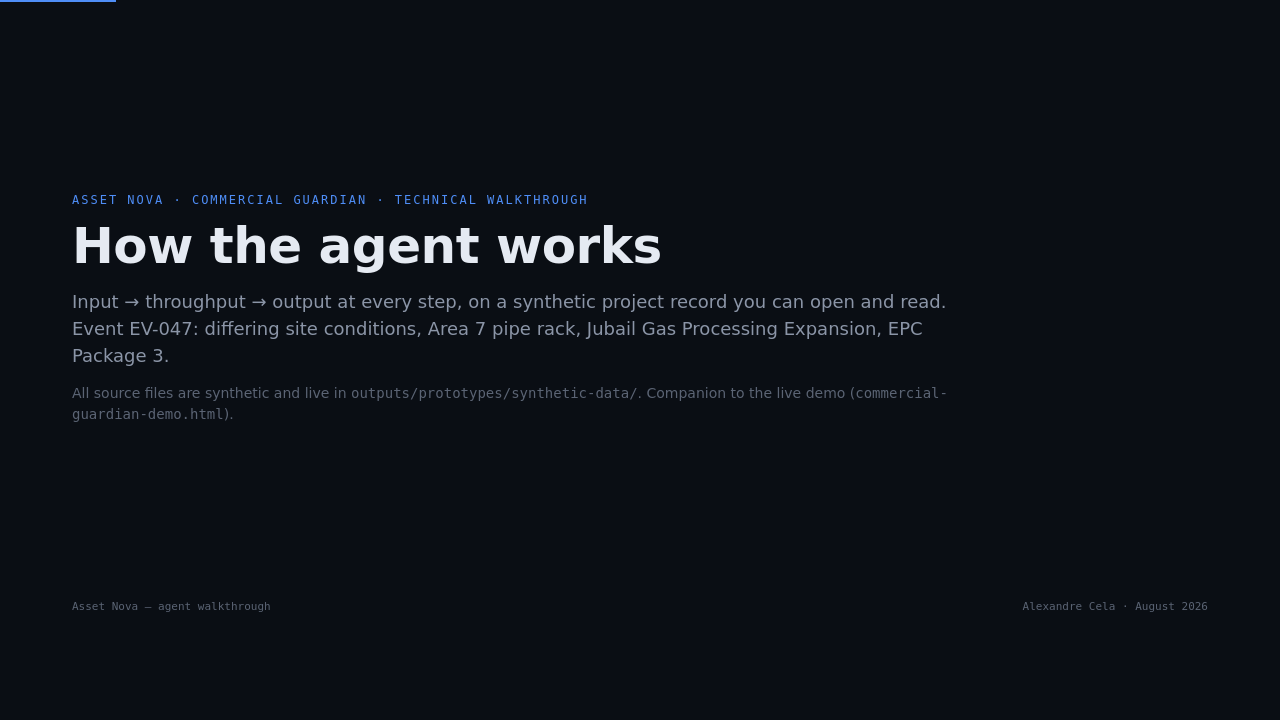 ASSET NOVA · COMMERCIAL GUARDIAN · TECHNICAL WALKTHROUGH
How the agent works
Input → throughput → output at every step, on a synthetic project record you can open and read.
Event EV-047: differing site conditions, Area 7 pipe rack, Jubail Gas Processing Expansion, EPC
Package 3.
All source files are synthetic and live in outputs/prototypes/synthetic-data/. Companion to the live demo (commercial-
guardian-demo.html).
Asset Nova — agent walkthrough
Alexandre Cela · August 2026